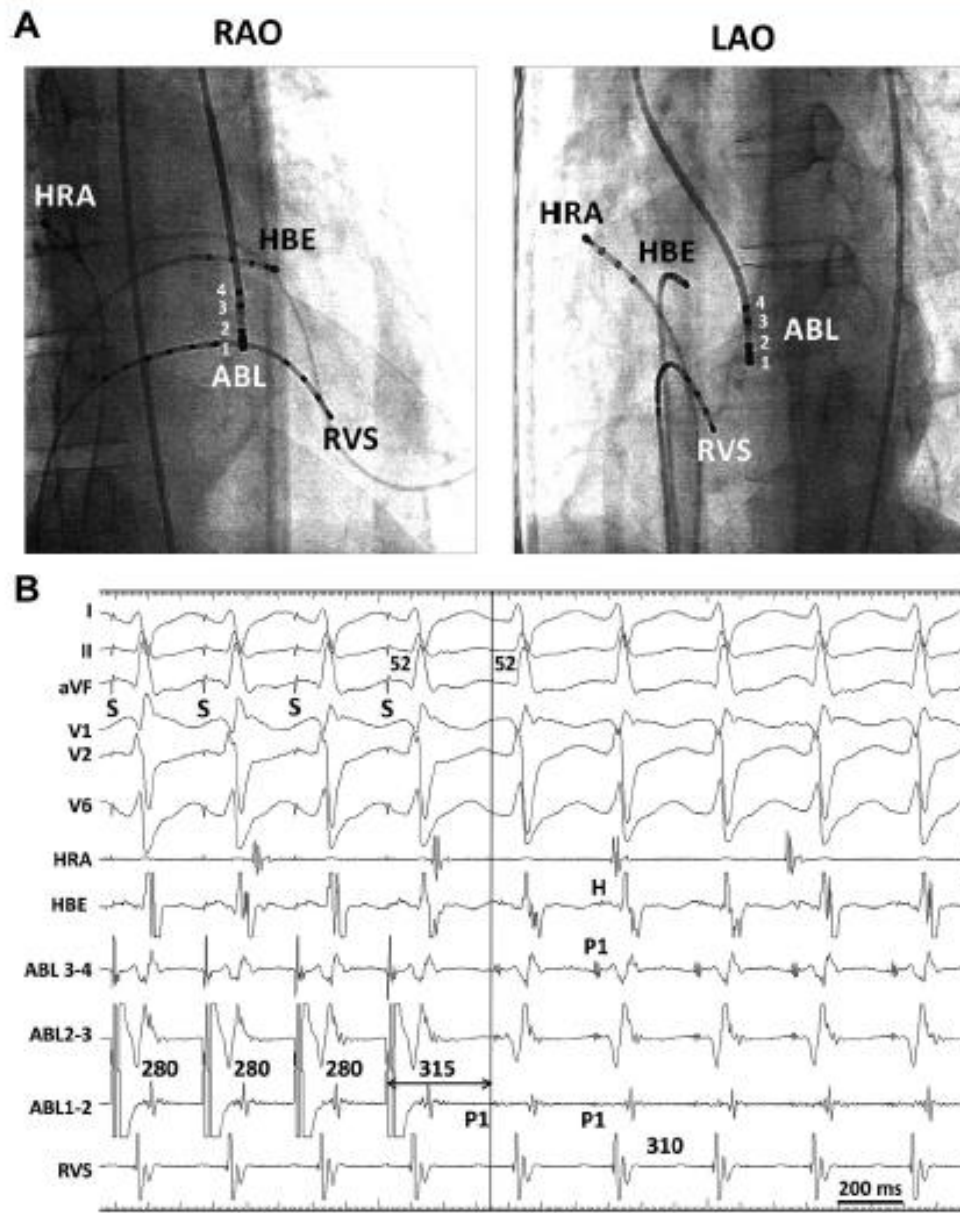 A
RAO
LAO
HRA
HBE
4
3
2
1
ABL
RVS
HRA
HBE
4
3
2
1
ABL
RVS
B
I
II
52
52
aVF
S
S
S
S
V1
V2
V6
HRA
HBE
H
ABL 3-4
P1
ABL2-3
280
280
280
315
ABL1-2
P1
P1
310
RVS
200 ms